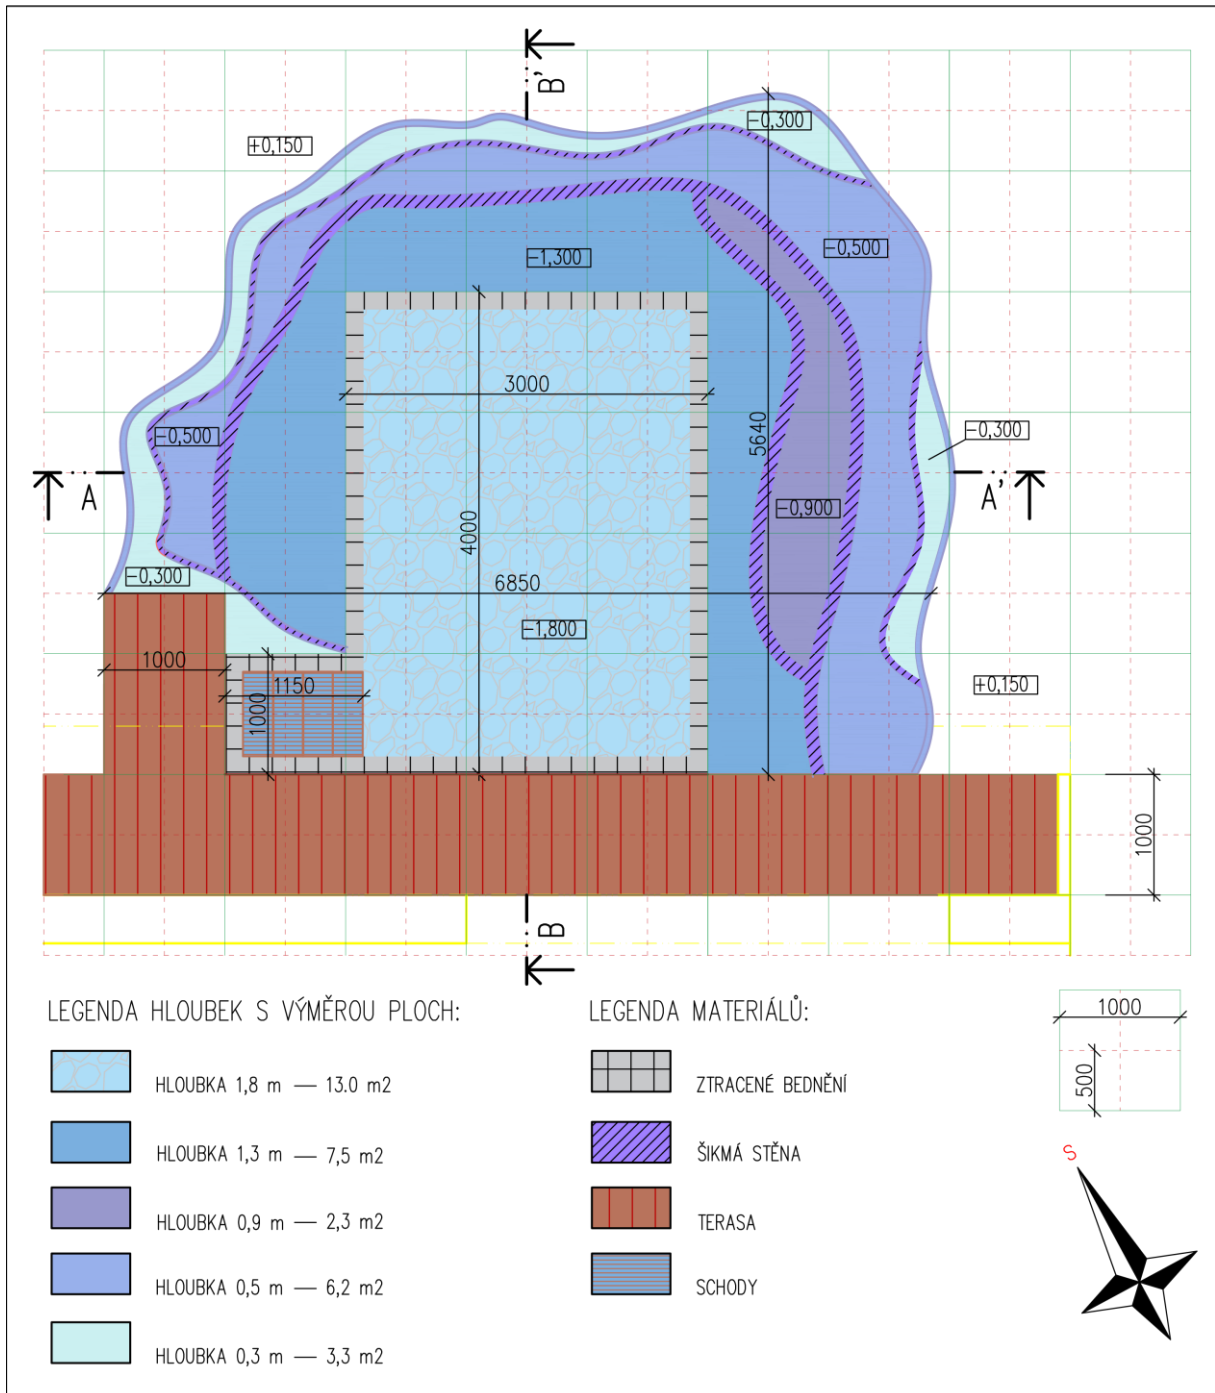 B'
-0,300
+0,150
-0,500
-1,300
3000
5640
-0,500
-0,300
A
A'
4000
-0,900
-0,300
6850
-1,800
1000
1150
1000
+0,150
1000
B
LEGENDA HLOUBEK S VÝMĚROU PLOCH:
HLOUBKA 1,8 m — 13.0 m2
HLOUBKA 1,3 m — 7,5 m2
HLOUBKA 0,9 m — 2,3 m2
HLOUBKA 0,5 m — 6,2 m2
HLOUBKA 0,3 m — 3,3 m2
LEGENDA MATERIÁLŮ:
ZTRACENÉ BEDNĚNÍ
ŠIKMÁ STĚNA
TERASA
SCHODY
1000
500
S